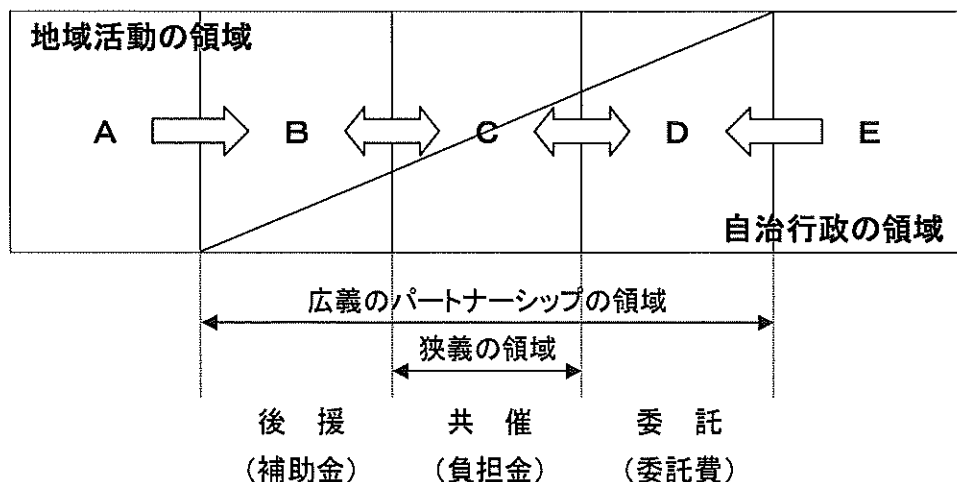 地域活動の領域
A B C D E
自治行政の領域
広義のパートナーシップの領域
狭義の領域
後 援 共 催 委 託
(補助金) (負担金) (委託費)